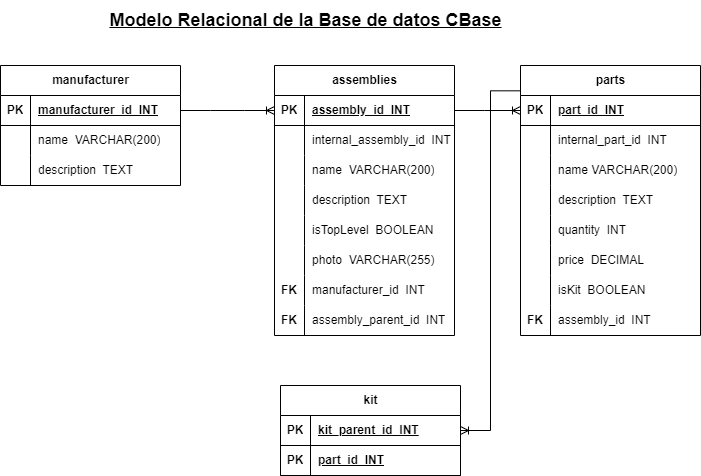 Modelo Relacional de la Base de datos CBase
manufacturer
PK manufacturer_id INT
name VARCHAR(200)
description TEXT
assemblies
PK assembly_id INT
internal_assembly_id INT
name VARCHAR(200)
description TEXT
isTopLevel BOOLEAN
photo VARCHAR(255)
FK manufacturer_id INT
FK assembly_parent_id INT
parts
PK part_id INT
internal_part_id INT
name VARCHAR(200)
description TEXT
quantity INT
price DECIMAL
isKit BOOLEAN
FK assembly_id INT
kit
PK kit_parent_id INT
PK part_id INT